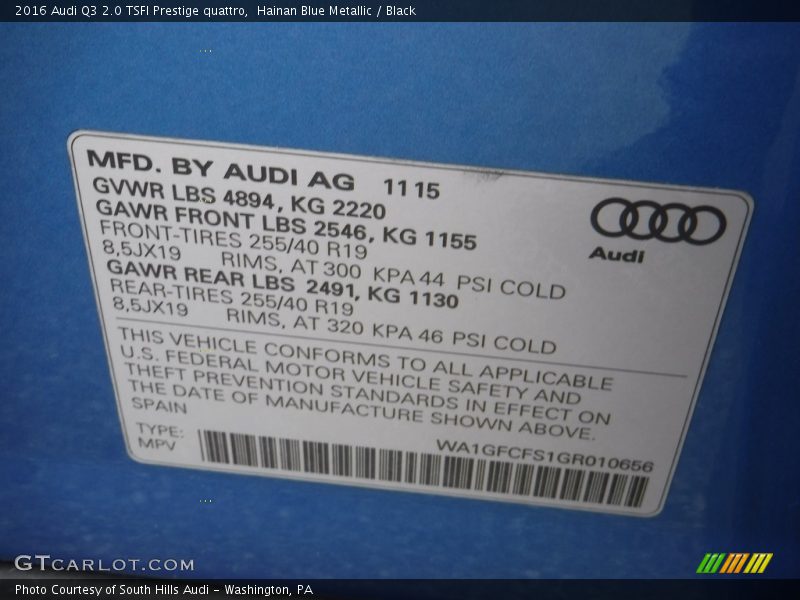 2016 Audi Q3 2.0 TSFI Prestige quattro,  Hainan Blue Metallic / Black
MFD. BY AUDI AG 11 15
GVWR LBS 4894, KG 2220
GAWR FRONT LBS 2546, KG 1155
FRONT-TIRES 255/40 R19
8,5JX19 RIMS, AT 300 KPA 44 PSI COLD
GAWR REAR LBS 2491, KG 1130
REAR-TIRES 255/40 R19
8,5JX19 RIMS, AT 320 KPA 46 PSI COLD
Audi
THIS VEHICLE CONFORMS TO ALL APPLICABLE
U.S. FEDERAL MOTOR VEHICLE SAFETY AND
THEFT PREVENTION STANDARDS IN EFFECT ON
THE DATE OF MANUFACTURE SHOWN ABOVE.
SPAIN
TYPE:
MPV
WA1GFCFS1GR010656
GTCARLOT.COM
Photo Courtesy of South Hills Audi - Washington, PA